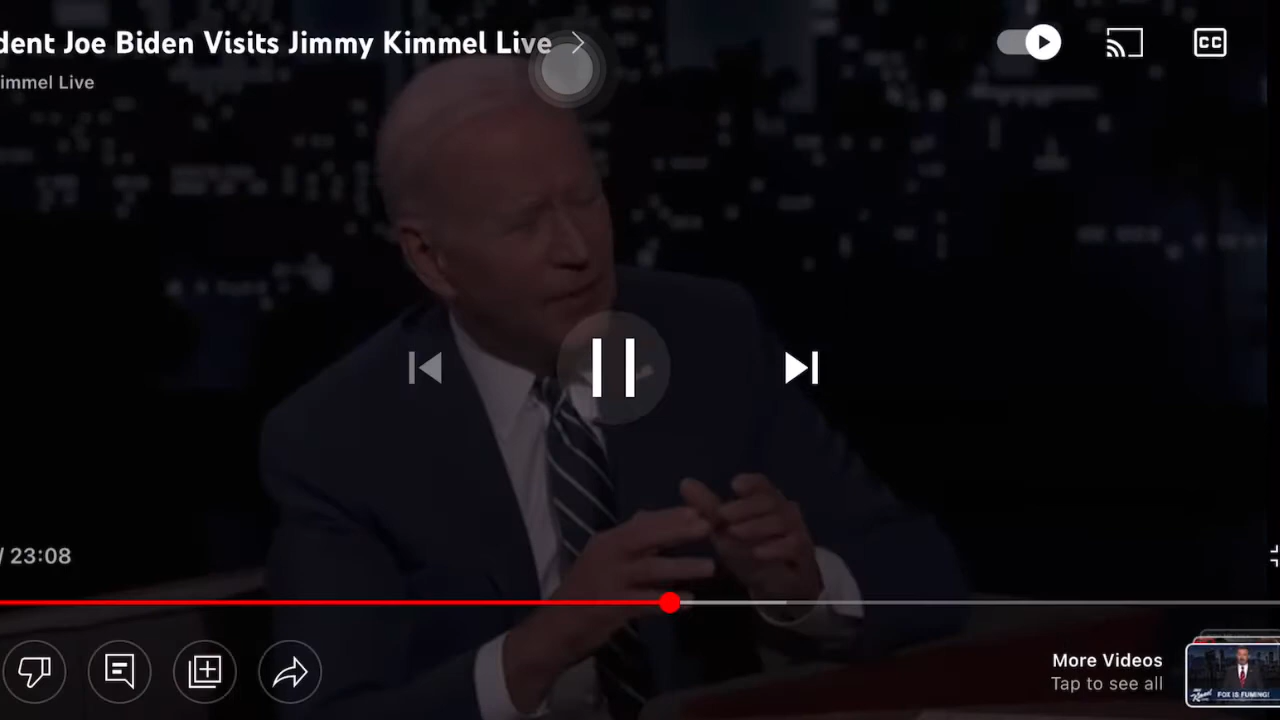 dent Joe Biden Visits Jimmy Kimmel Live
immel Live
CC
/ 23:08
More Videos
Tap to see all
FOX IS FUMING!